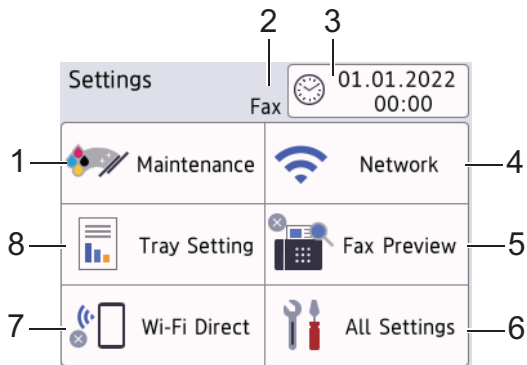 2 3
Settings
Fax
01.01.2022
00:00
1 Maintenance Network 4
8 Tray Setting Fax Preview 5
7 Wi-Fi Direct All Settings 6